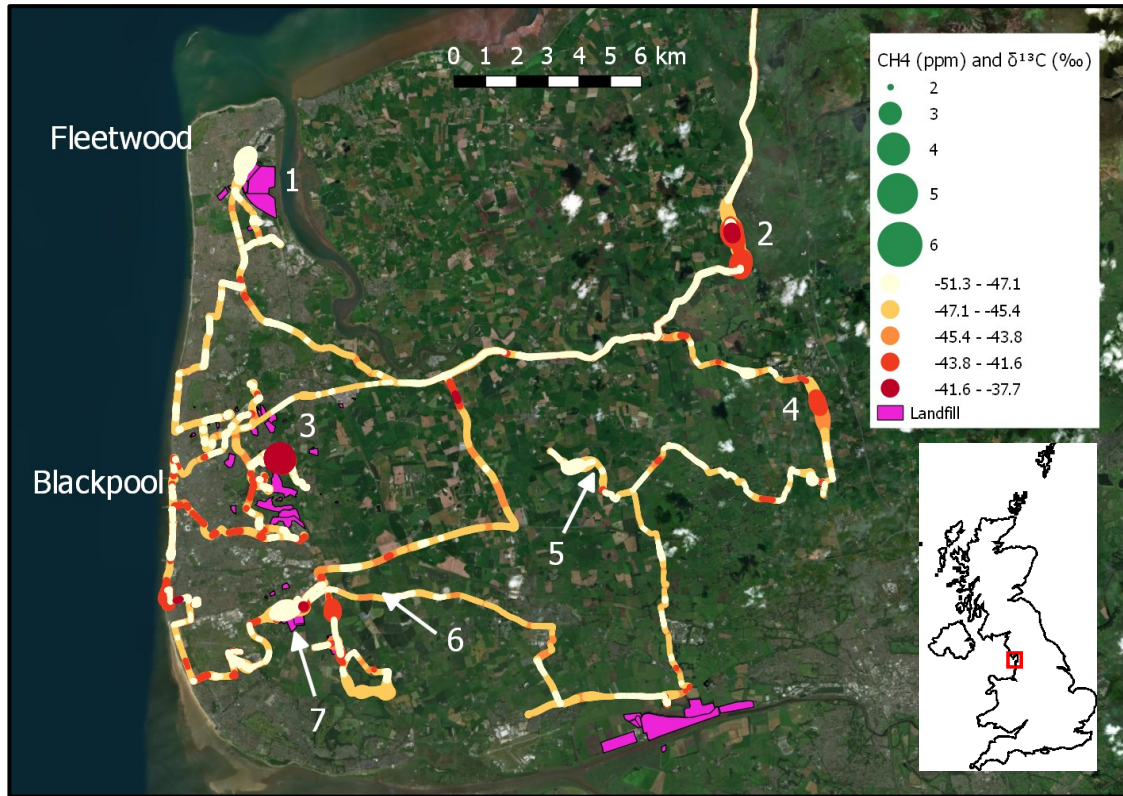 0 1 2 3 4 5 6 km
CH4 (ppm) and δ¹³C (‰)
2
3
4
5
6
-51.3 - -47.1
-47.1 - -45.4
-45.4 - -43.8
-43.8 - -41.6
-41.6 - -37.7
Landfill
Fleetwood
1
2
3
4
Blackpool
5
6
7